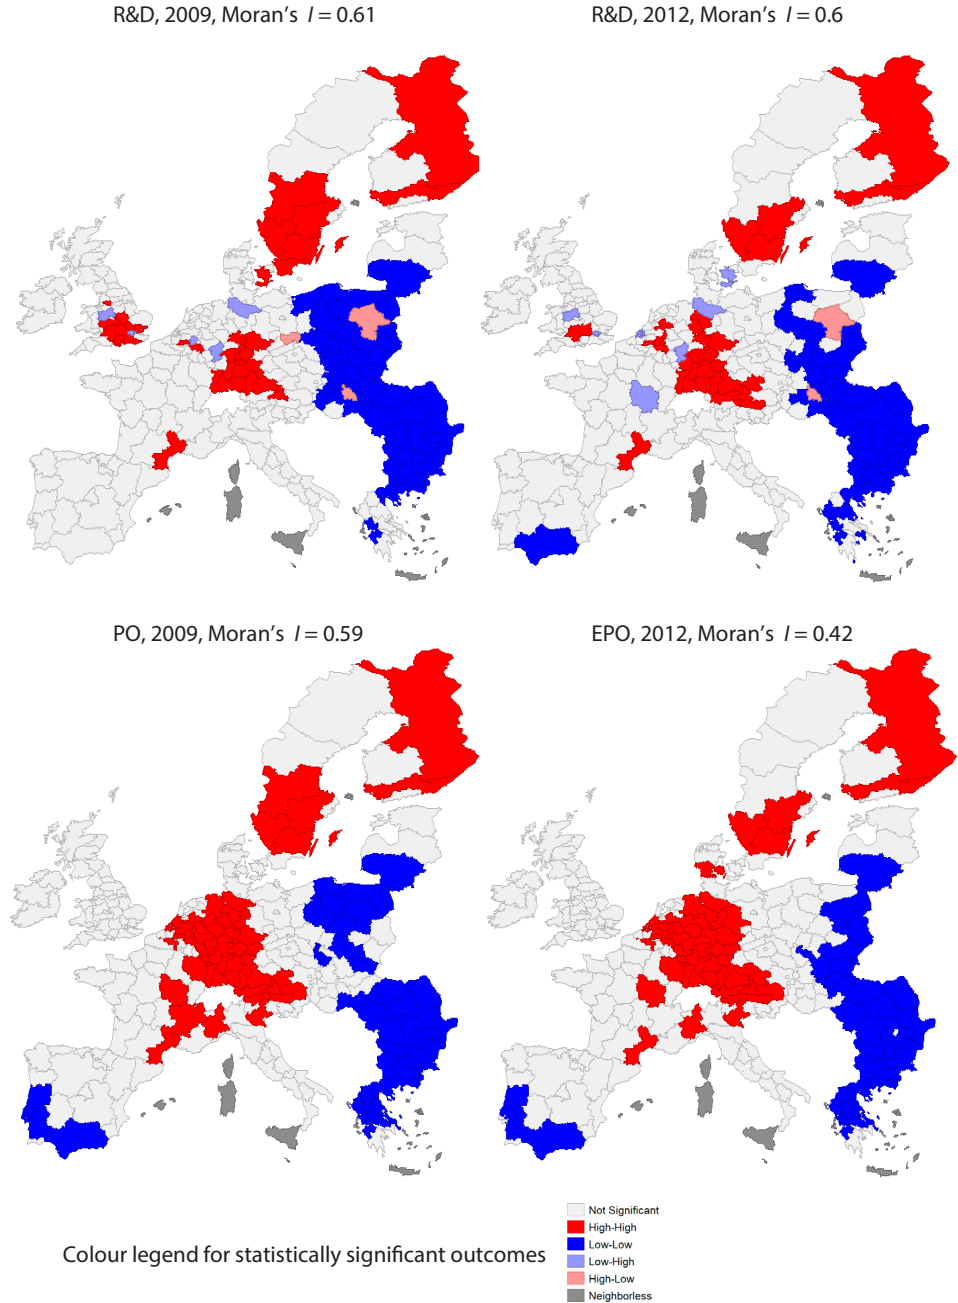 R&D, 2009, Moran's I = 0.61
R&D, 2012, Moran's I = 0.6
PO, 2009, Moran's I = 0.59
EPO, 2012, Moran's I = 0.42
Colour legend for statistically significant outcomes
Not Significant
High-High
Low-Low
Low-High
High-Low
Neighborless